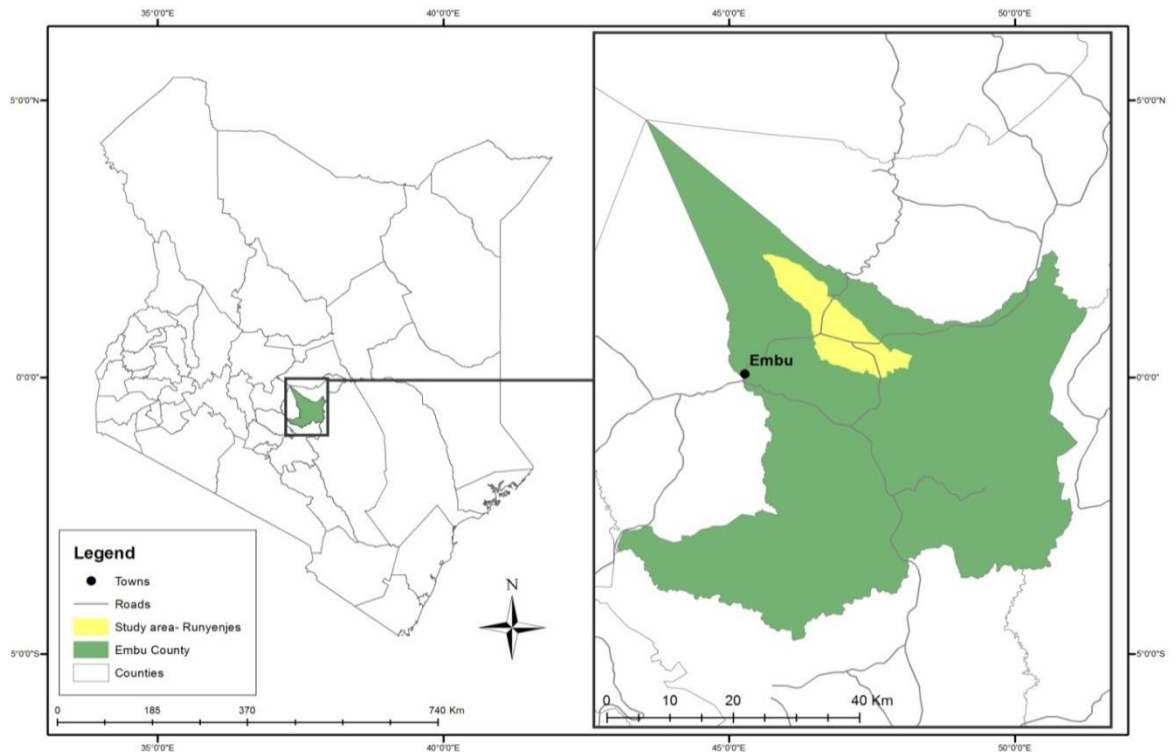 35°0'0"E 40°0'0"E 45°0'0"E 50°0'0"E
5°0'0"N 5°0'0"N
Embu
0°0'0" 0°0'0"
Legend
Towns
Roads
Study area- Runyenjes
Embu County
Counties
N
5°0'0"S 5°0'0"S
0 185 370 740 Km
0 10 20 40 Km
35°0'0"E 40°0'0"E 45°0'0"E 50°0'0"E